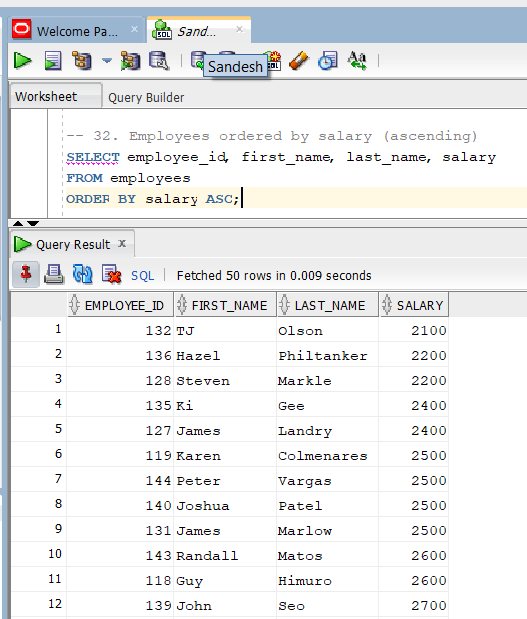 Welcome Pa...
Sand...
Sandesh
Worksheet
Query Builder
-- 32. Employees ordered by salary (ascending)
SELECT employee_id, first_name, last_name, salary
FROM employees
ORDER BY salary ASC;
Query Result x
SQL | Fetched 50 rows in 0.009 seconds
EMPLOYEE_ID FIRST_NAME LAST_NAME SALARY
1 132 TJ Olson 2100
2 136 Hazel Philtanker 2200
3 128 Steven Markle 2200
4 135 Ki Gee 2400
5 127 James Landry 2400
6 119 Karen Colmenares 2500
7 144 Peter Vargas 2500
8 140 Joshua Patel 2500
9 131 James Marlow 2500
10 143 Randall Matos 2600
11 118 Guy Himuro 2600
12 139 John Seo 2700